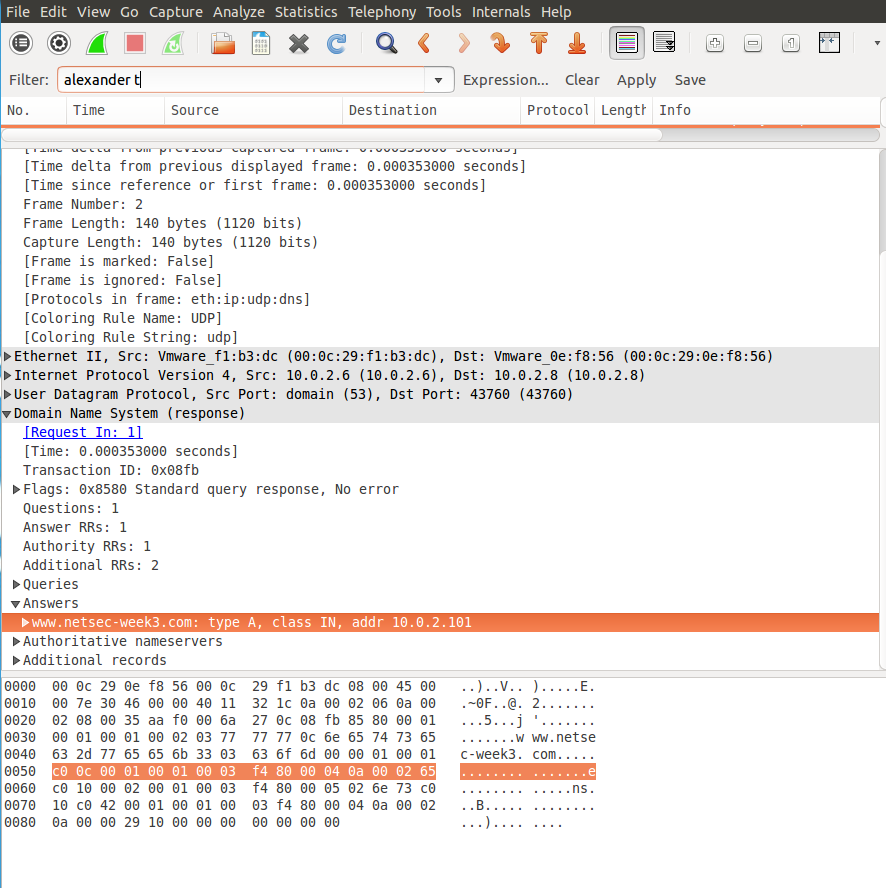 File Edit View Go Capture Analyze Statistics Telephony Tools Internals Help
Filter: alexander t Expression... Clear Apply Save
No. Time Source Destination Protocol Length Info
[Time delta from previous captured frame: 0.000353000 seconds]
[Time delta from previous displayed frame: 0.000353000 seconds]
[Time since reference or first frame: 0.000353000 seconds]
Frame Number: 2
Frame Length: 140 bytes (1120 bits)
Capture Length: 140 bytes (1120 bits)
[Frame is marked: False]
[Frame is ignored: False]
[Protocols in frame: eth:ip:udp:dns]
[Coloring Rule Name: UDP]
[Coloring Rule String: udp]
Ethernet II, Src: Vmware_f1:b3:dc (00:0c:29:f1:b3:dc), Dst: Vmware_0e:f8:56 (00:0c:29:0e:f8:56)
Internet Protocol Version 4, Src: 10.0.2.6 (10.0.2.6), Dst: 10.0.2.8 (10.0.2.8)
User Datagram Protocol, Src Port: domain (53), Dst Port: 43760 (43760)
Domain Name System (response)
[Request In: 1]
[Time: 0.000353000 seconds]
Transaction ID: 0x08fb
Flags: 0x8580 Standard query response, No error
Questions: 1
Answer RRs: 1
Authority RRs: 1
Additional RRs: 2
Queries
Answers
www.netsec-week3.com: type A, class IN, addr 10.0.2.101
Authoritative nameservers
Additional records
0000 00 0c 29 0e f8 56 00 0c 29 f1 b3 dc 08 00 45 00 ..)..V.. ).....E.
0010 00 7e 30 46 00 00 40 11 32 1c 0a 00 02 06 0a 00 .~0F..@. 2.......
0020 02 08 00 35 aa f0 00 6a 27 0c 08 fb 85 80 00 01 ...5...j '.......
0030 00 01 00 01 00 02 03 77 77 77 0c 6e 65 74 73 65 .......w ww.netse
0040 63 2d 77 65 65 6b 33 03 63 6f 6d 00 00 01 00 01 c-week3. com.....
0050 c0 0c 00 01 00 01 00 03 f4 80 00 04 0a 00 02 65 ........ .......e
0060 c0 10 00 02 00 01 00 03 f4 80 00 05 02 6e 73 c0 ........ .....ns.
0070 10 c0 42 00 01 00 01 00 03 f4 80 00 04 0a 00 02 ..B..... ........
0080 0a 00 00 29 10 00 00 00 00 00 00 00 ...).... ....